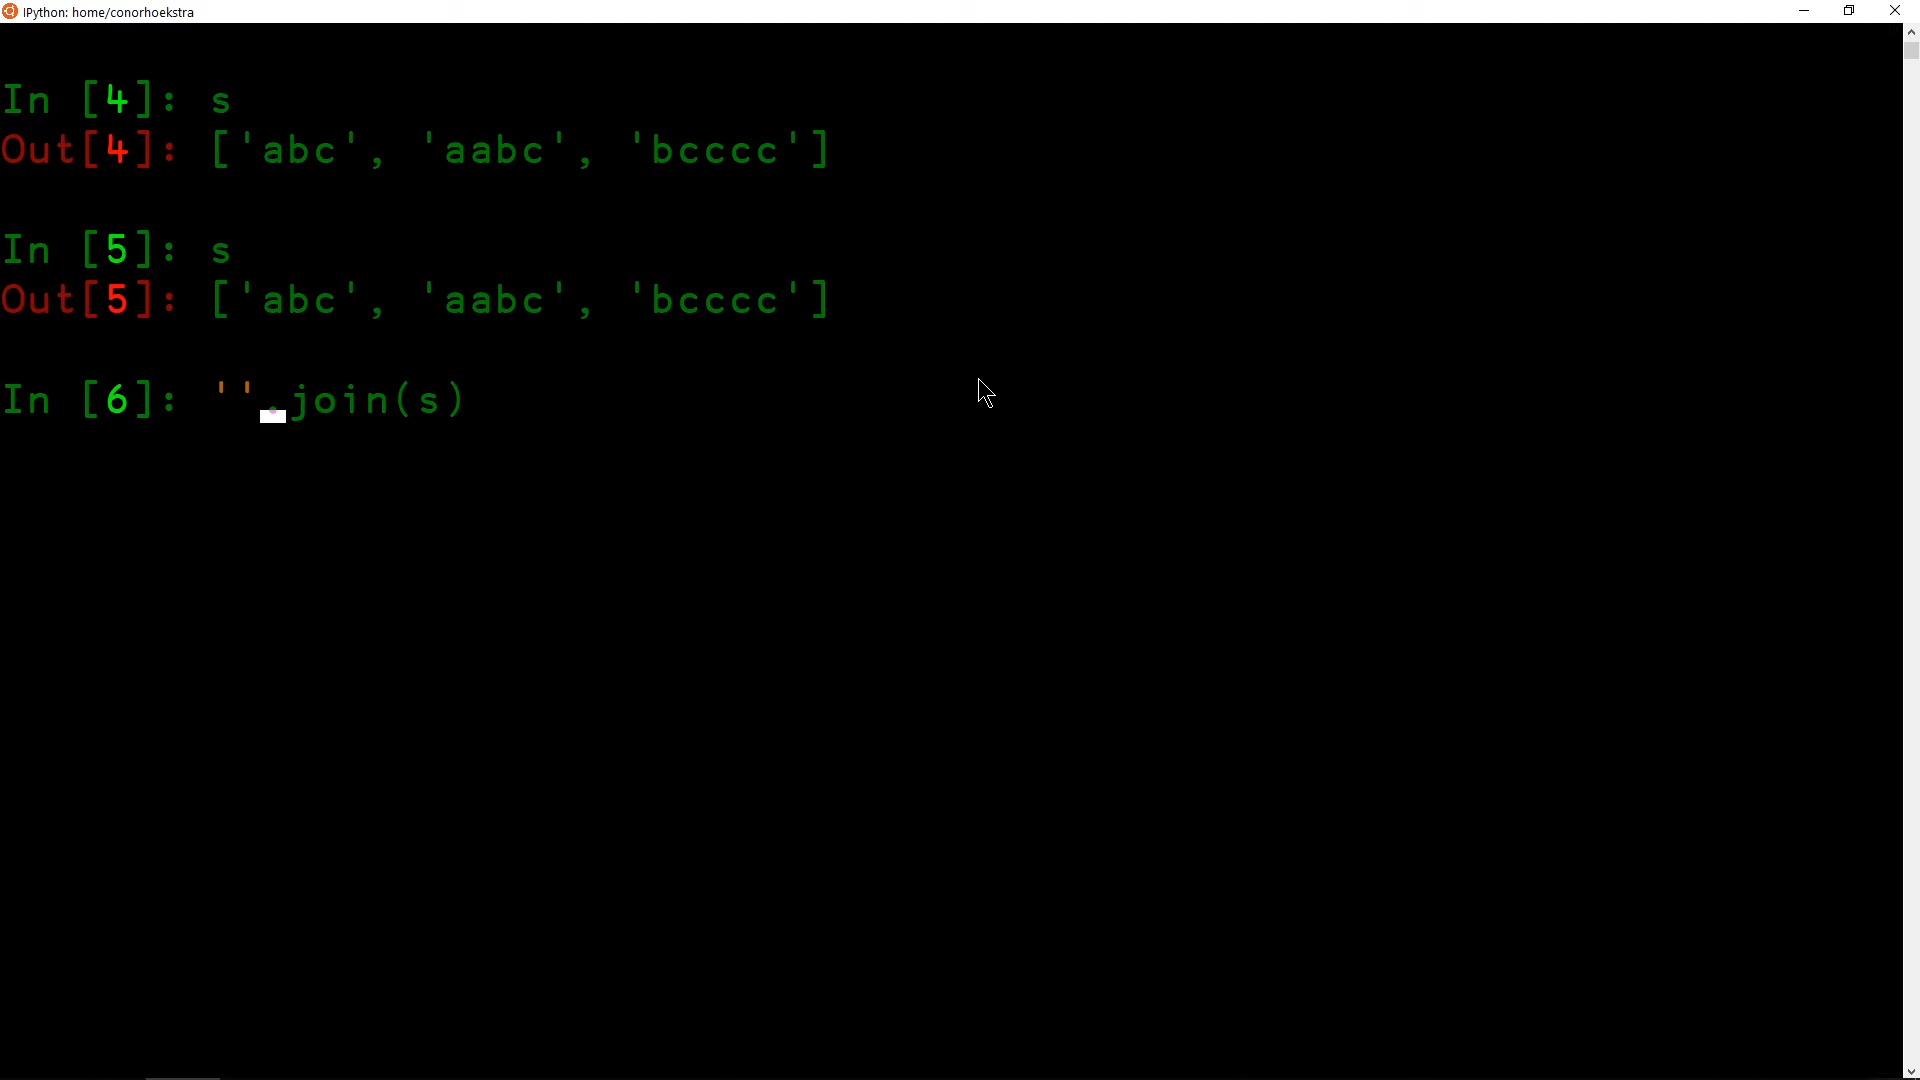 IPython: home/conorhoekstra
In [4]: s
Out[4]: ['abc', 'aabc', 'bcccc']
In [5]: s
Out[5]: ['abc', 'aabc', 'bcccc']
In [6]: ''.join(s)